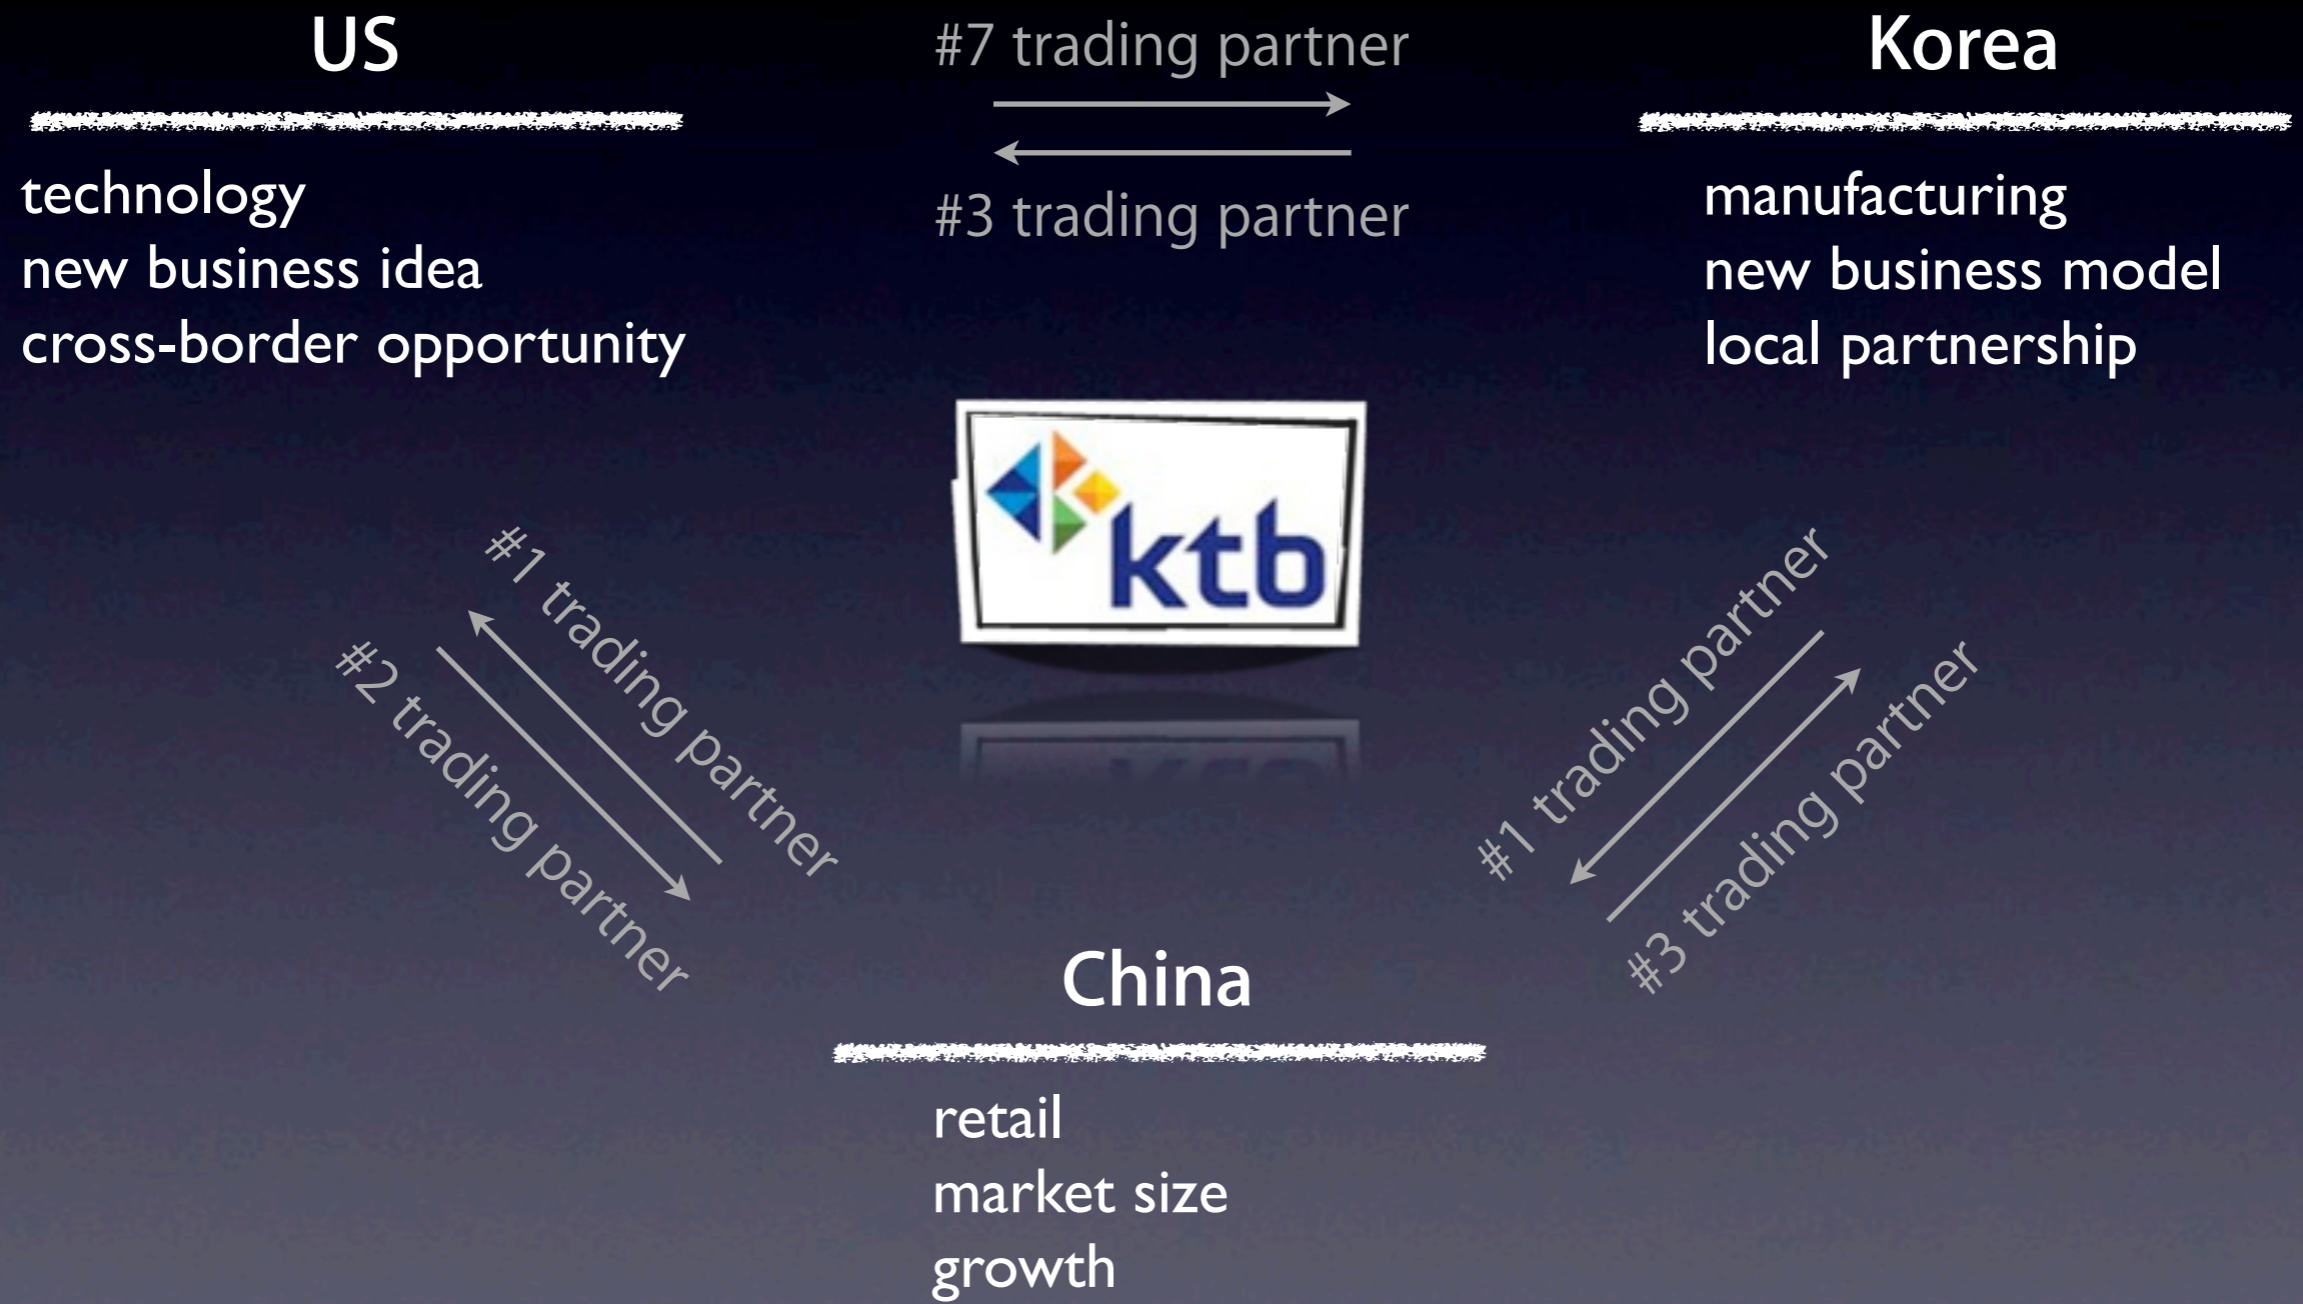 US
#7 trading partner
Korea
#3 trading partner
technology
new business idea
cross-border opportunity
manufacturing
new business model
local partnership
ktb
#1 trading partner
#2 trading partner
#1 trading partner
#3 trading partner
China
retail
market size
growth